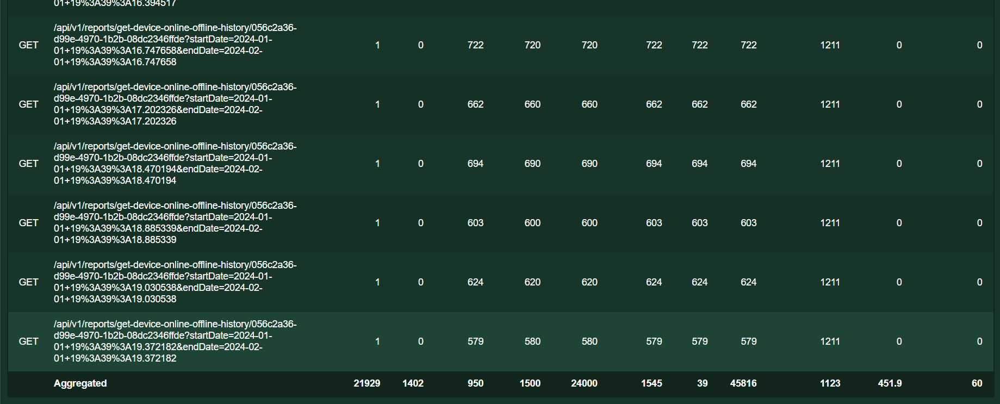 01+19%3A39%3A16.394517
/api/v1/reports/get-device-online-offline-history/056c2a36-
d99e-4970-1b2b-08dc2346ffde?startDate=2024-01-
GET 01+19%3A39%3A16.747658&endDate=2024-02- 1 0 722 720 720 722 722 722 1211 0 0
01+19%3A39%3A16.747658
/api/v1/reports/get-device-online-offline-history/056c2a36-
d99e-4970-1b2b-08dc2346ffde?startDate=2024-01-
GET 01+19%3A39%3A17.202326&endDate=2024-02- 1 0 662 660 660 662 662 662 1211 0 0
01+19%3A39%3A17.202326
/api/v1/reports/get-device-online-offline-history/056c2a36-
d99e-4970-1b2b-08dc2346ffde?startDate=2024-01-
GET 01+19%3A39%3A18.470194&endDate=2024-02- 1 0 694 690 690 694 694 694 1211 0 0
01+19%3A39%3A18.470194
/api/v1/reports/get-device-online-offline-history/056c2a36-
d99e-4970-1b2b-08dc2346ffde?startDate=2024-01-
GET 01+19%3A39%3A18.885339&endDate=2024-02- 1 0 603 600 600 603 603 603 1211 0 0
01+19%3A39%3A18.885339
/api/v1/reports/get-device-online-offline-history/056c2a36-
d99e-4970-1b2b-08dc2346ffde?startDate=2024-01-
GET 01+19%3A39%3A19.030538&endDate=2024-02- 1 0 624 620 620 624 624 624 1211 0 0
01+19%3A39%3A19.030538
/api/v1/reports/get-device-online-offline-history/056c2a36-
d99e-4970-1b2b-08dc2346ffde?startDate=2024-01-
GET 01+19%3A39%3A19.372182&endDate=2024-02- 1 0 579 580 580 579 579 579 1211 0 0
01+19%3A39%3A19.372182
Aggregated 21929 1402 950 1500 24000 1545 39 45816 1123 451.9 60